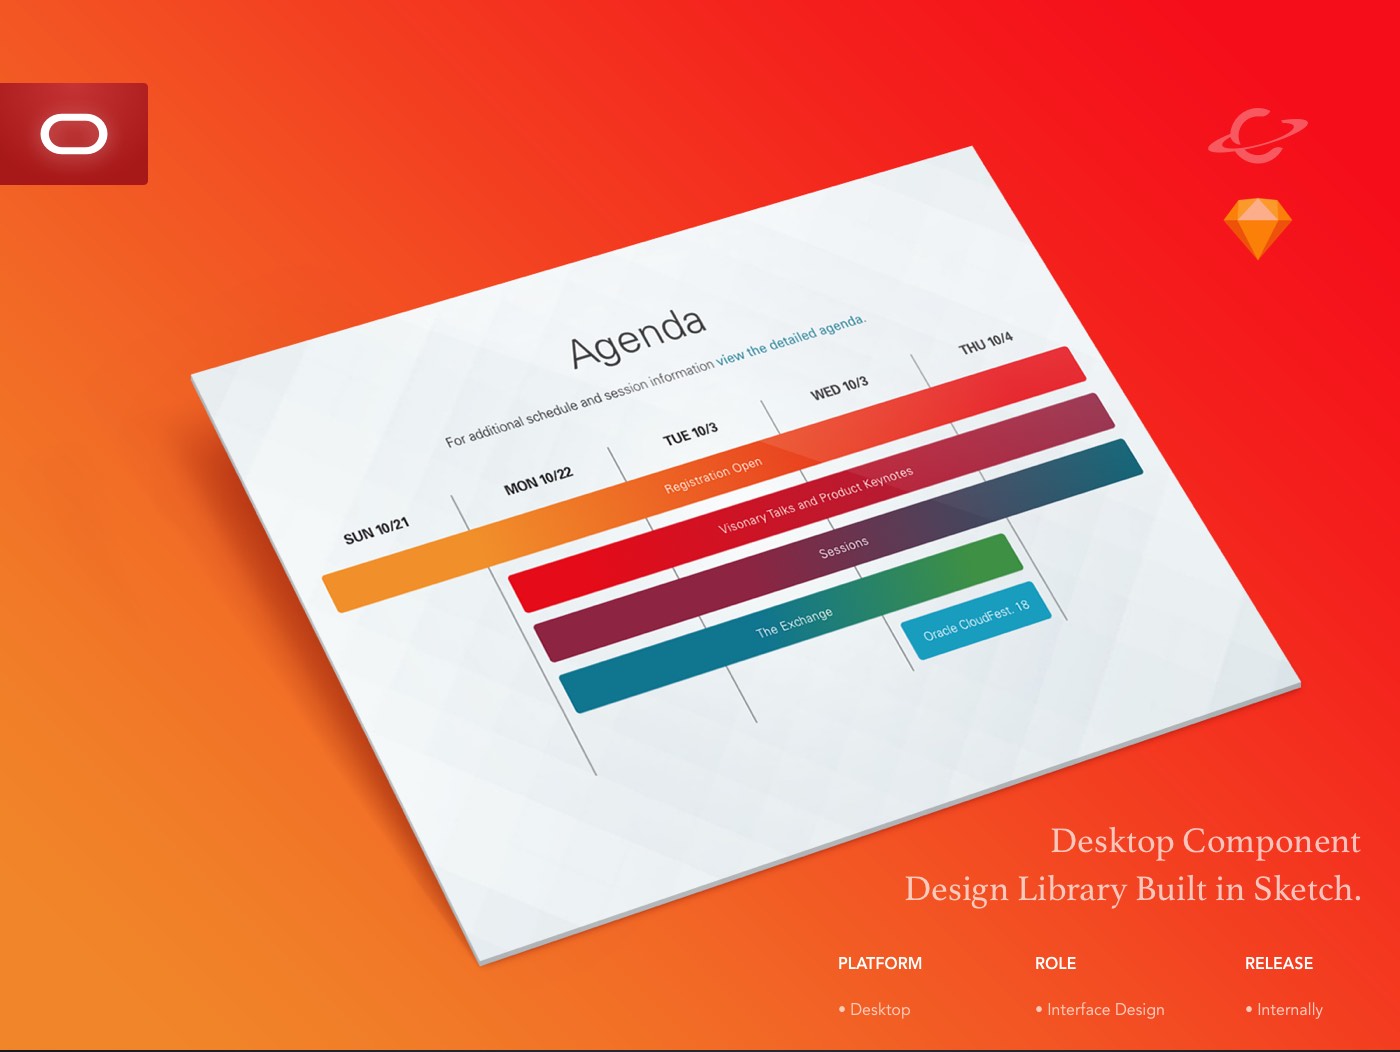 Agenda
For additional schedule and session information view the detailed agenda.
SUN 10/21
MON 10/22
TUE 10/3
WED 10/3
THU 10/4
Registration Open
Visonary Talks and Product Keynotes
Sessions
The Exchange
Oracle CloudFest. 18
Desktop Component
Design Library Built in Sketch.
PLATFORM
• Desktop
ROLE
• Interface Design
RELEASE
• Internally